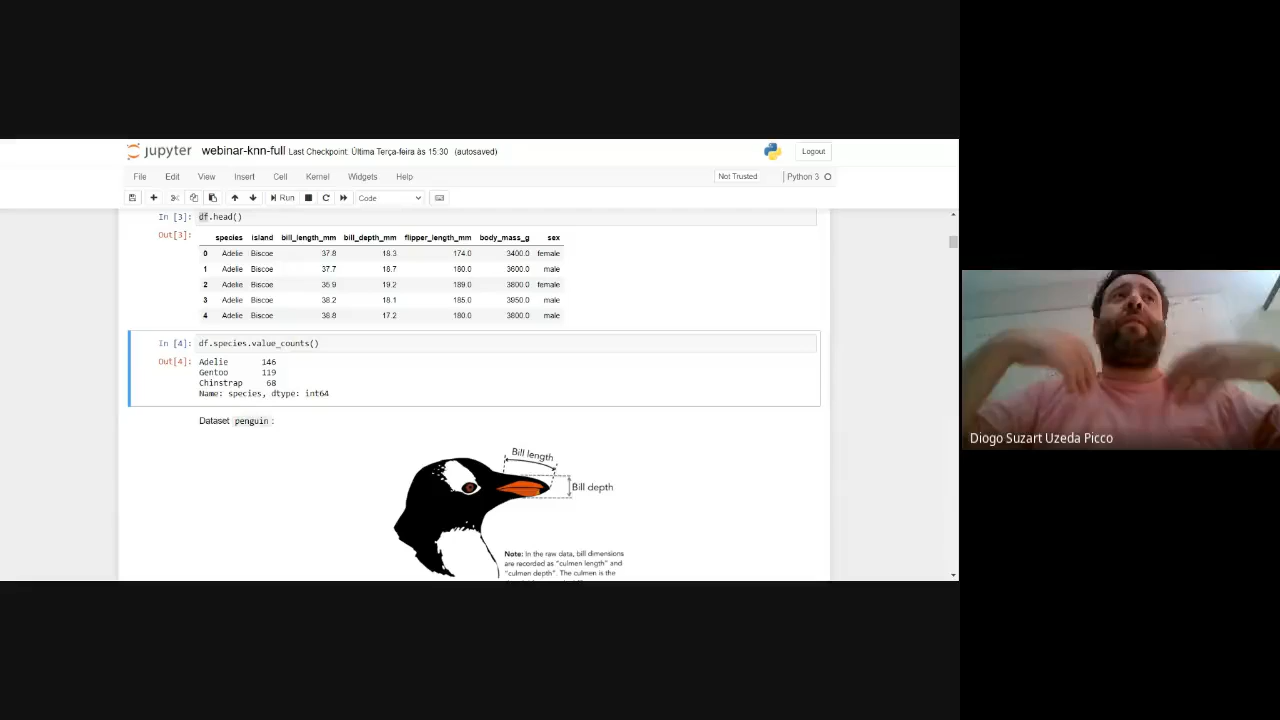 jupyter webinar-knn-full Last Checkpoint: Última Terça-feira às 15:30 (autosaved) Logout
File Edit View Insert Cell Kernel Widgets Help Not Trusted Python 3
Run Code
In [3]: df.head()
Out[3]:
species island bill_length_mm bill_depth_mm flipper_length_mm body_mass_g sex
0 Adelie Biscoe 37.8 18.3 174.0 3400.0 female
1 Adelie Biscoe 37.7 18.7 180.0 3600.0 male
2 Adelie Biscoe 35.9 19.2 189.0 3800.0 female
3 Adelie Biscoe 38.2 18.1 185.0 3950.0 male
4 Adelie Biscoe 38.8 17.2 180.0 3800.0 male
In [4]: df.species.value_counts()
Out[4]: Adelie 146
Gentoo 119
Chinstrap 68
Name: species, dtype: int64
Dataset penguin :
Bill length
Bill depth
Note: In the raw data, bill dimensions
are recorded as "culmen length" and
"culmen depth". The culmen is the
Diogo Suzart Uzeda Picco